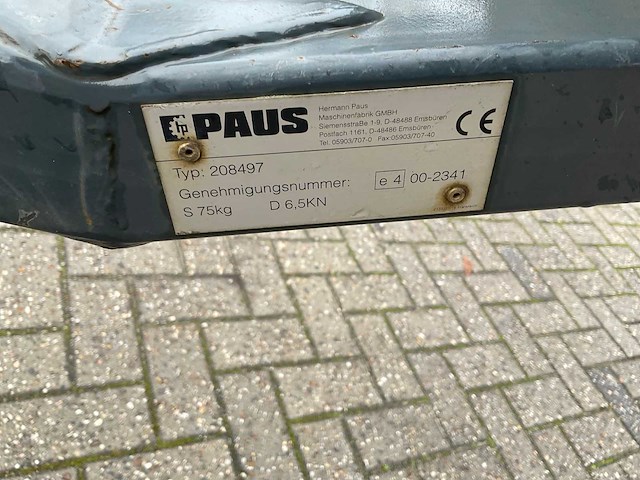 PAUS
Hermann Paus
Maschinenfabrik GMBH
Siemensstraße 1-9, D-48488 Emsbüren
Postfach 1161, D-48486 Emsbüren
Tel. 05903/707-0 Fax 05903/707-40
CE
Typ: 208497
Genehmigungsnummer: e 4 00-2341
S 75kg D 6,5KN